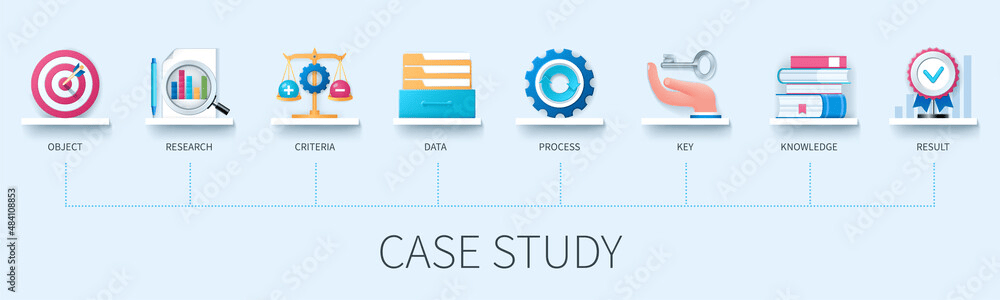 OBJECT
RESEARCH
CRITERIA
DATA
PROCESS
KEY
KNOWLEDGE
RESULT
CASE STUDY
Adobe Stock | #484108853